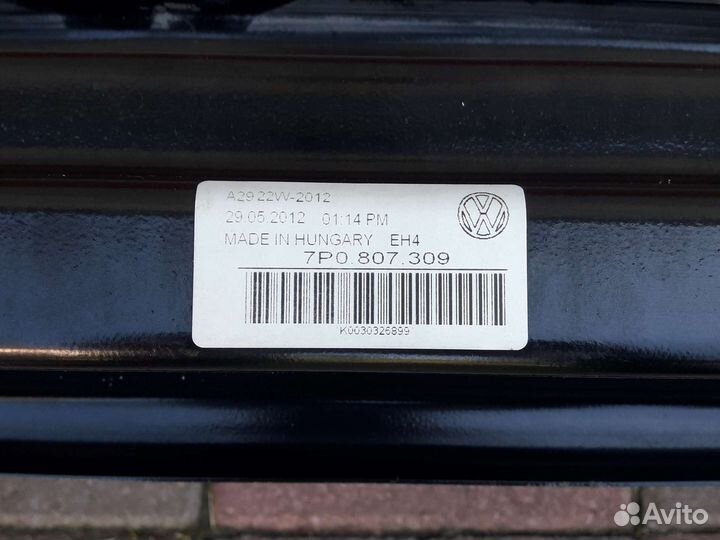 A29 22W-2012
29.05.2012 01:14 PM
MADE IN HUNGARY EH4
7P0.807.309
K0030326899
Avito